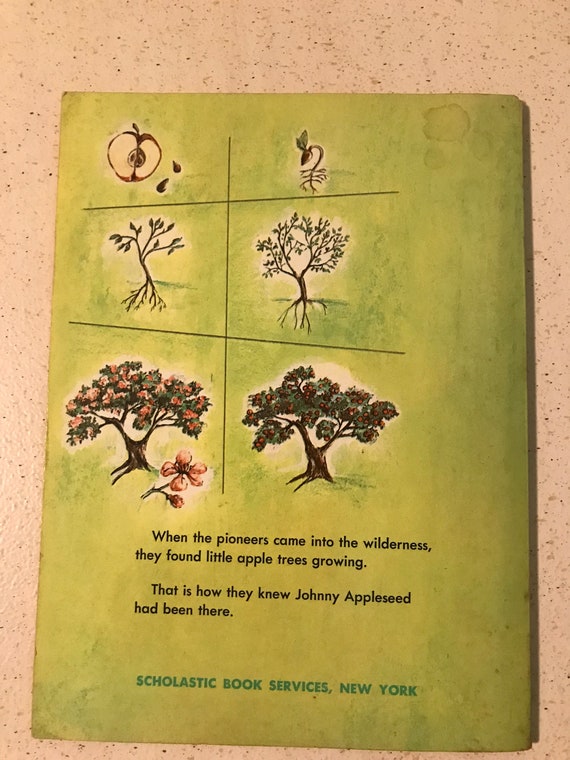 When the pioneers came into the wilderness,
they found little apple trees growing.
That is how they knew Johnny Appleseed
had been there.
SCHOLASTIC BOOK SERVICES, NEW YORK